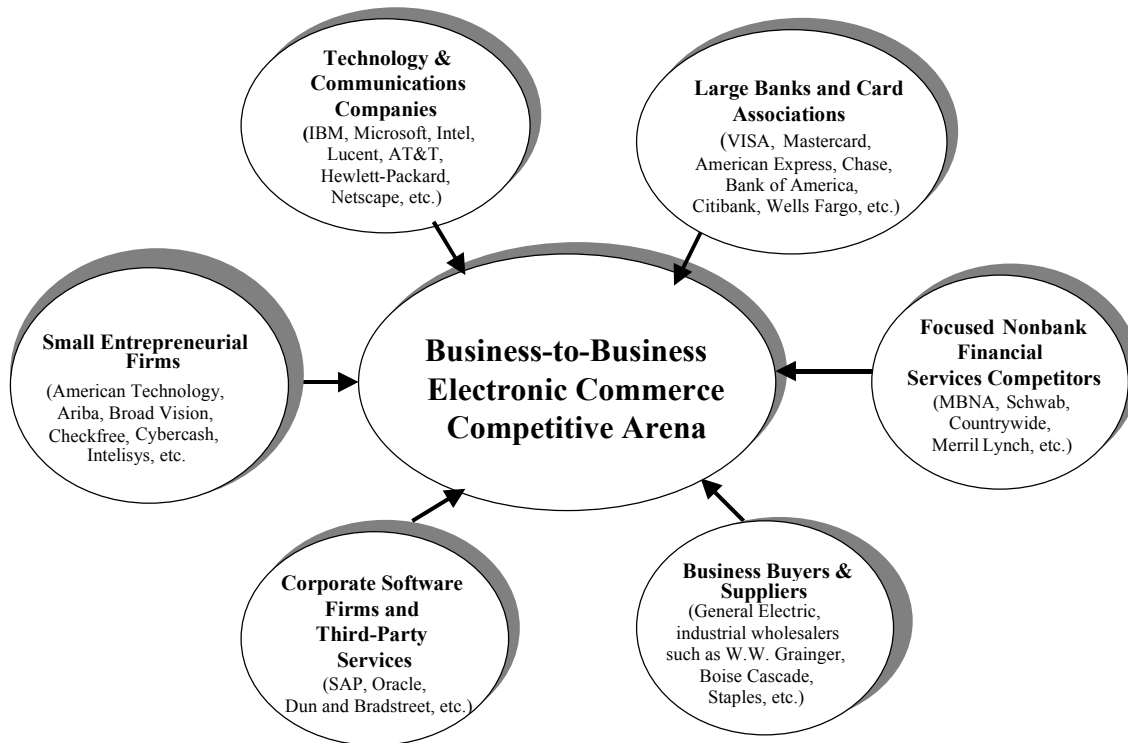 Technology &
Communications
Companies
(IBM, Microsoft, Intel,
Lucent, AT&T,
Hewlett-Packard,
Netscape, etc.)
Large Banks and Card
Associations
(VISA, Mastercard,
American Express, Chase,
Bank of America,
Citibank, Wells Fargo, etc.)
Small Entrepreneurial
Firms
(American Technology,
Ariba, Broad Vision,
Checkfree, Cybercash,
Intelisys, etc.
Business-to-Business
Electronic Commerce
Competitive Arena
Focused Nonbank
Financial
Services Competitors
(MBNA, Schwab,
Countrywide,
Merril Lynch, etc.)
Corporate Software
Firms and
Third-Party
Services
(SAP, Oracle,
Dun and Bradstreet, etc.)
Business Buyers &
Suppliers
(General Electric,
industrial wholesalers
such as W.W. Grainger,
Boise Cascade,
Staples, etc.)